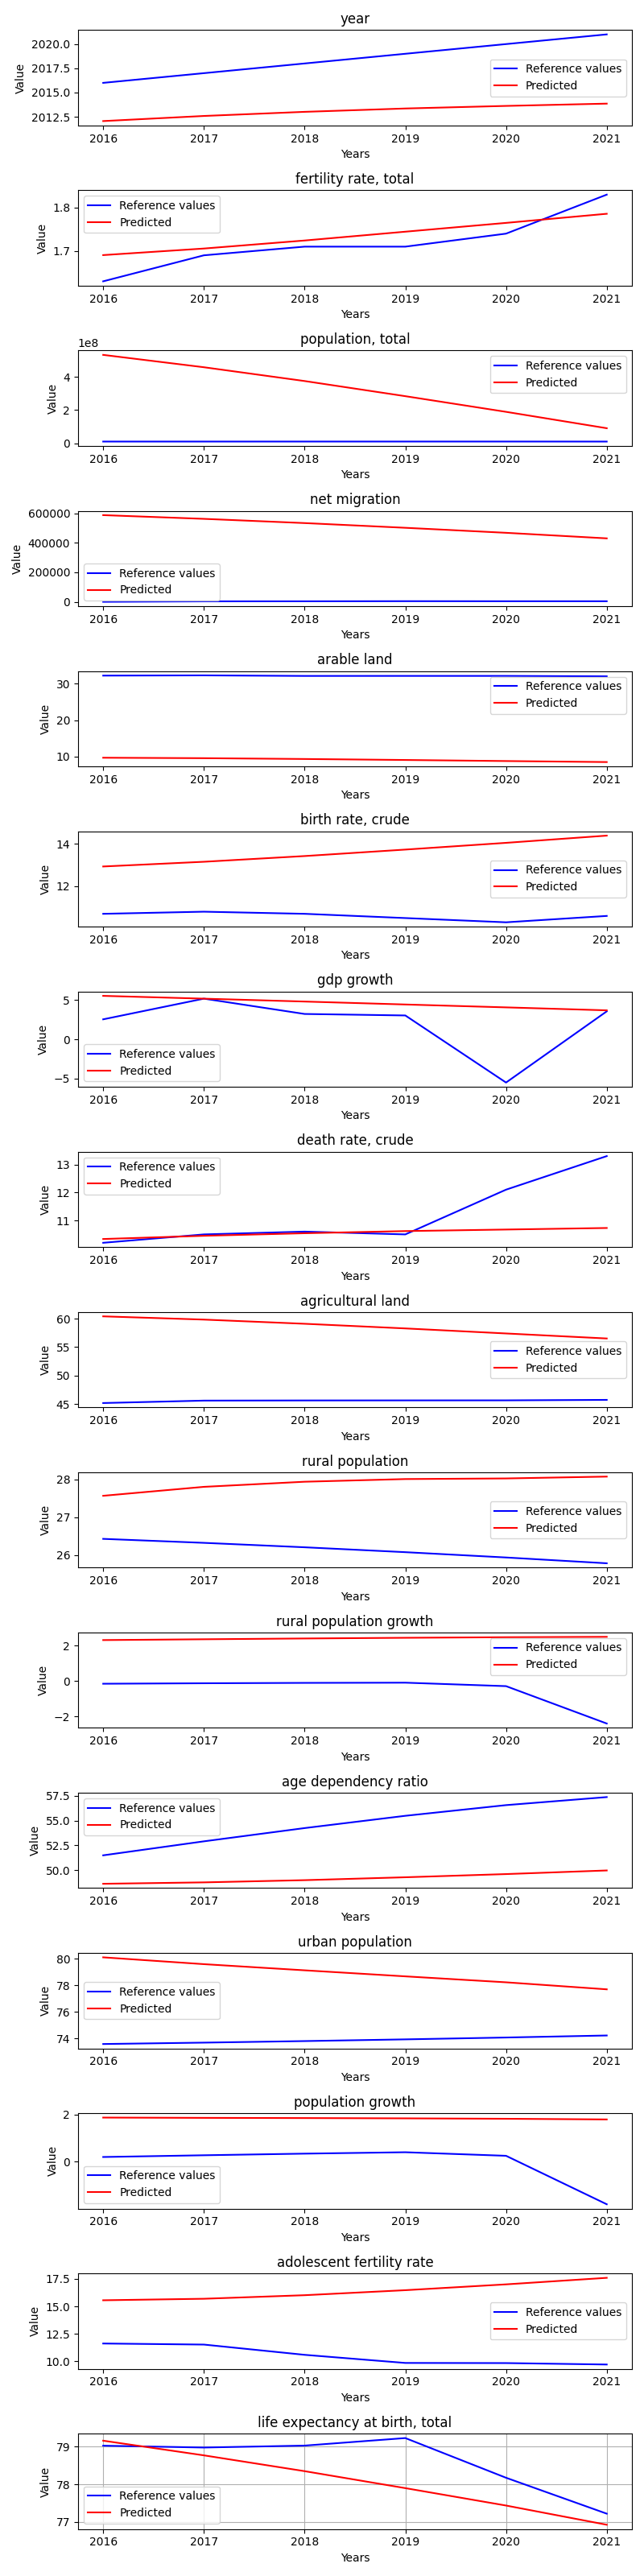 year
2020.0
2017.5
2015.0
2012.5
Value
Reference values
Predicted
2016 2017 2018 2019 2020 2021
Years
fertility rate, total
1.8
1.7
Value
Reference values
Predicted
2016 2017 2018 2019 2020 2021
Years
population, total
1e8
4
2
0
Value
Reference values
Predicted
2016 2017 2018 2019 2020 2021
Years
net migration
600000
400000
200000
0
Value
Reference values
Predicted
2016 2017 2018 2019 2020 2021
Years
arable land
30
20
10
Value
Reference values
Predicted
2016 2017 2018 2019 2020 2021
Years
birth rate, crude
14
12
Value
Reference values
Predicted
2016 2017 2018 2019 2020 2021
Years
gdp growth
5
0
−5
Value
Reference values
Predicted
2016 2017 2018 2019 2020 2021
Years
death rate, crude
13
12
11
Value
Reference values
Predicted
2016 2017 2018 2019 2020 2021
Years
agricultural land
60
55
50
45
Value
Reference values
Predicted
2016 2017 2018 2019 2020 2021
Years
rural population
28
27
26
Value
Reference values
Predicted
2016 2017 2018 2019 2020 2021
Years
rural population growth
2
0
−2
Value
Reference values
Predicted
2016 2017 2018 2019 2020 2021
Years
age dependency ratio
57.5
55.0
52.5
50.0
Value
Reference values
Predicted
2016 2017 2018 2019 2020 2021
Years
urban population
80
78
76
74
Value
Reference values
Predicted
2016 2017 2018 2019 2020 2021
Years
population growth
2
0
Value
Reference values
Predicted
2016 2017 2018 2019 2020 2021
Years
adolescent fertility rate
17.5
15.0
12.5
10.0
Value
Reference values
Predicted
2016 2017 2018 2019 2020 2021
Years
life expectancy at birth, total
79
78
77
Value
Reference values
Predicted
2016 2017 2018 2019 2020 2021
Years